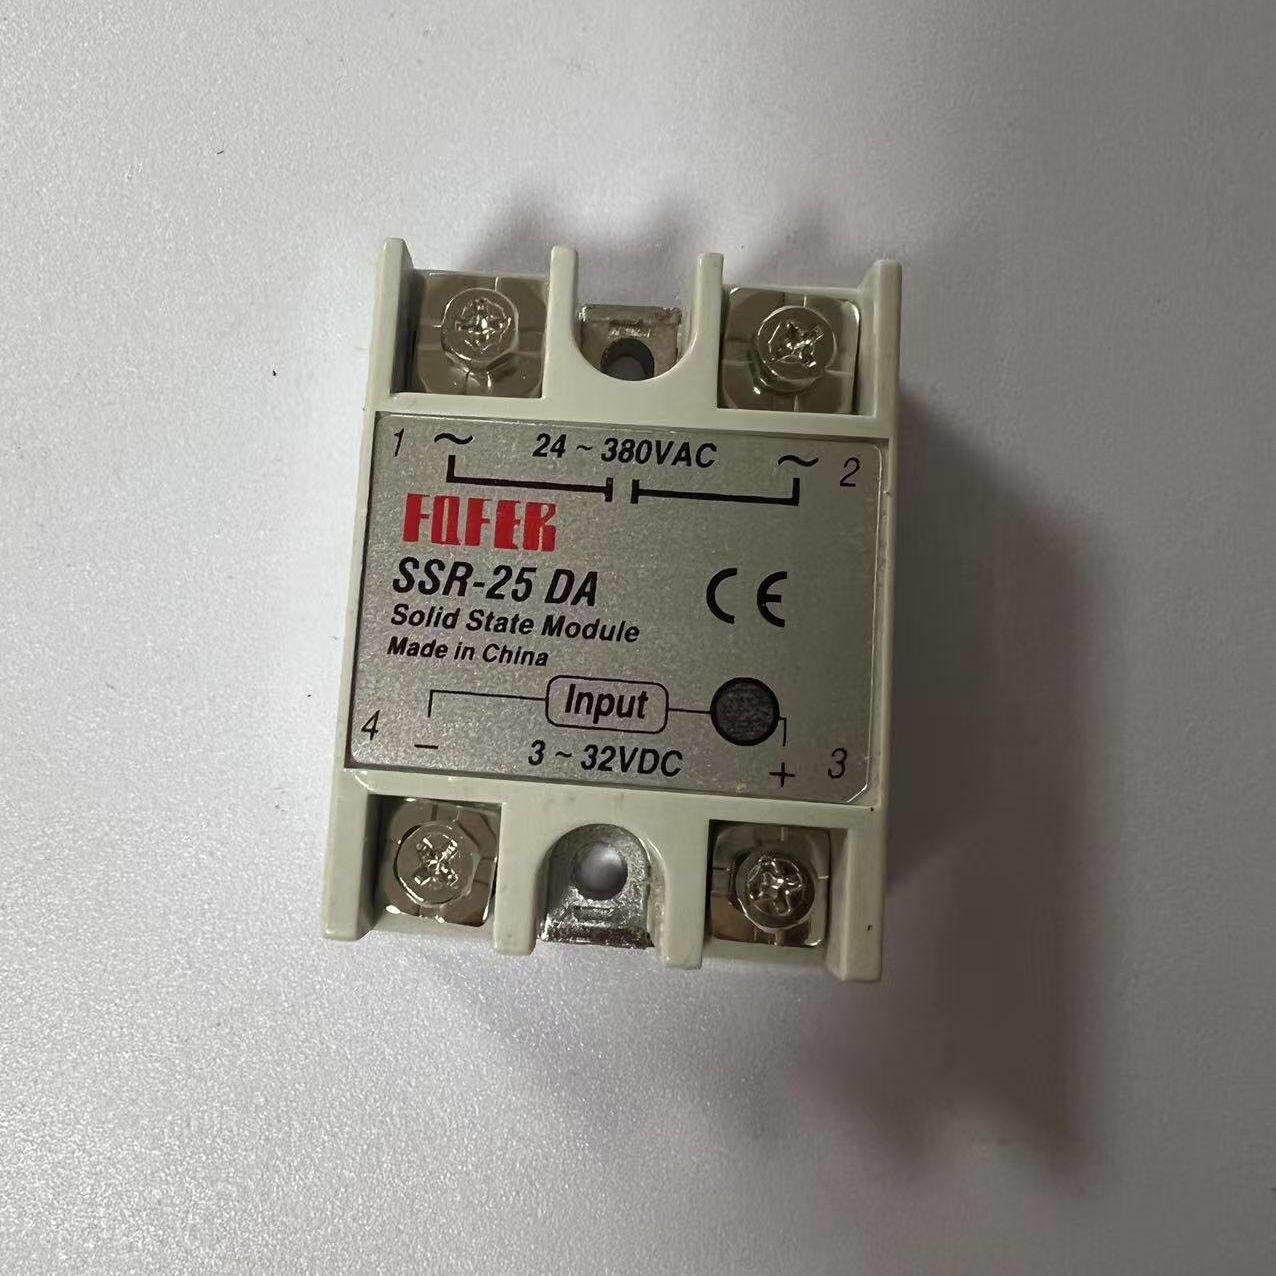 1 ~ 24 ~ 380VAC ~ 2
FQFER
SSR-25 DA
CE
Solid State Module
Made in China
Input
4 − 3 ~ 32VDC + 3